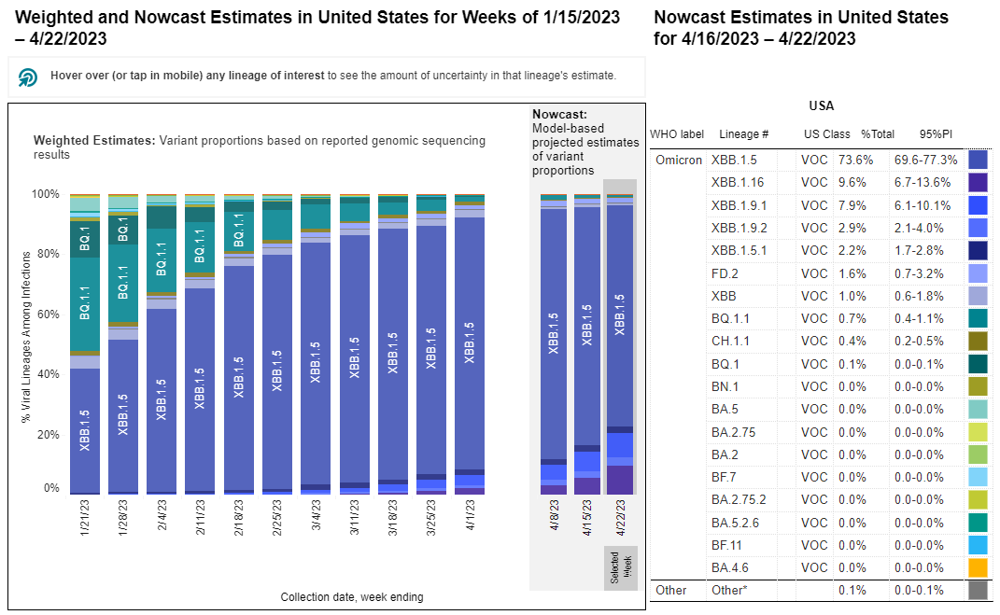 Weighted and Nowcast Estimates in United States for Weeks of 1/15/2023
– 4/22/2023
Hover over (or tap in mobile) any lineage of interest to see the amount of uncertainty in that lineage's estimate.
Weighted Estimates: Variant proportions based on reported genomic sequencing
results
Nowcast:
Model-based
projected estimates
of variant
proportions
% Viral Lineages Among Infections
100%
80%
60%
40%
20%
0%
BQ.1
BQ.1.1
XBB.1.5
BQ.1
BQ.1.1
XBB.1.5
BQ.1.1
XBB.1.5
BQ.1.1
XBB.1.5
BQ.1.1
XBB.1.5
XBB.1.5
XBB.1.5
XBB.1.5
XBB.1.5
XBB.1.5
XBB.1.5
XBB.1.5
XBB.1.5
XBB.1.5
1/21/23
1/28/23
2/4/23
2/11/23
2/18/23
2/25/23
3/4/23
3/11/23
3/18/23
3/25/23
4/1/23
4/8/23
4/15/23
4/22/23
Selected
Week
Collection date, week ending
Nowcast Estimates in United States
for 4/16/2023 – 4/22/2023
USA
WHO label Lineage # US Class %Total 95%PI
Omicron XBB.1.5 VOC 73.6% 69.6-77.3%
XBB.1.16 VOC 9.6% 6.7-13.6%
XBB.1.9.1 VOC 7.9% 6.1-10.1%
XBB.1.9.2 VOC 2.9% 2.1-4.0%
XBB.1.5.1 VOC 2.2% 1.7-2.8%
FD.2 VOC 1.6% 0.7-3.2%
XBB VOC 1.0% 0.6-1.8%
BQ.1.1 VOC 0.7% 0.4-1.1%
CH.1.1 VOC 0.4% 0.2-0.5%
BQ.1 VOC 0.1% 0.0-0.1%
BN.1 VOC 0.0% 0.0-0.0%
BA.5 VOC 0.0% 0.0-0.0%
BA.2.75 VOC 0.0% 0.0-0.0%
BA.2 VOC 0.0% 0.0-0.0%
BF.7 VOC 0.0% 0.0-0.0%
BA.2.75.2 VOC 0.0% 0.0-0.0%
BA.5.2.6 VOC 0.0% 0.0-0.0%
BF.11 VOC 0.0% 0.0-0.0%
BA.4.6 VOC 0.0% 0.0-0.0%
Other Other* 0.1% 0.0-0.1%